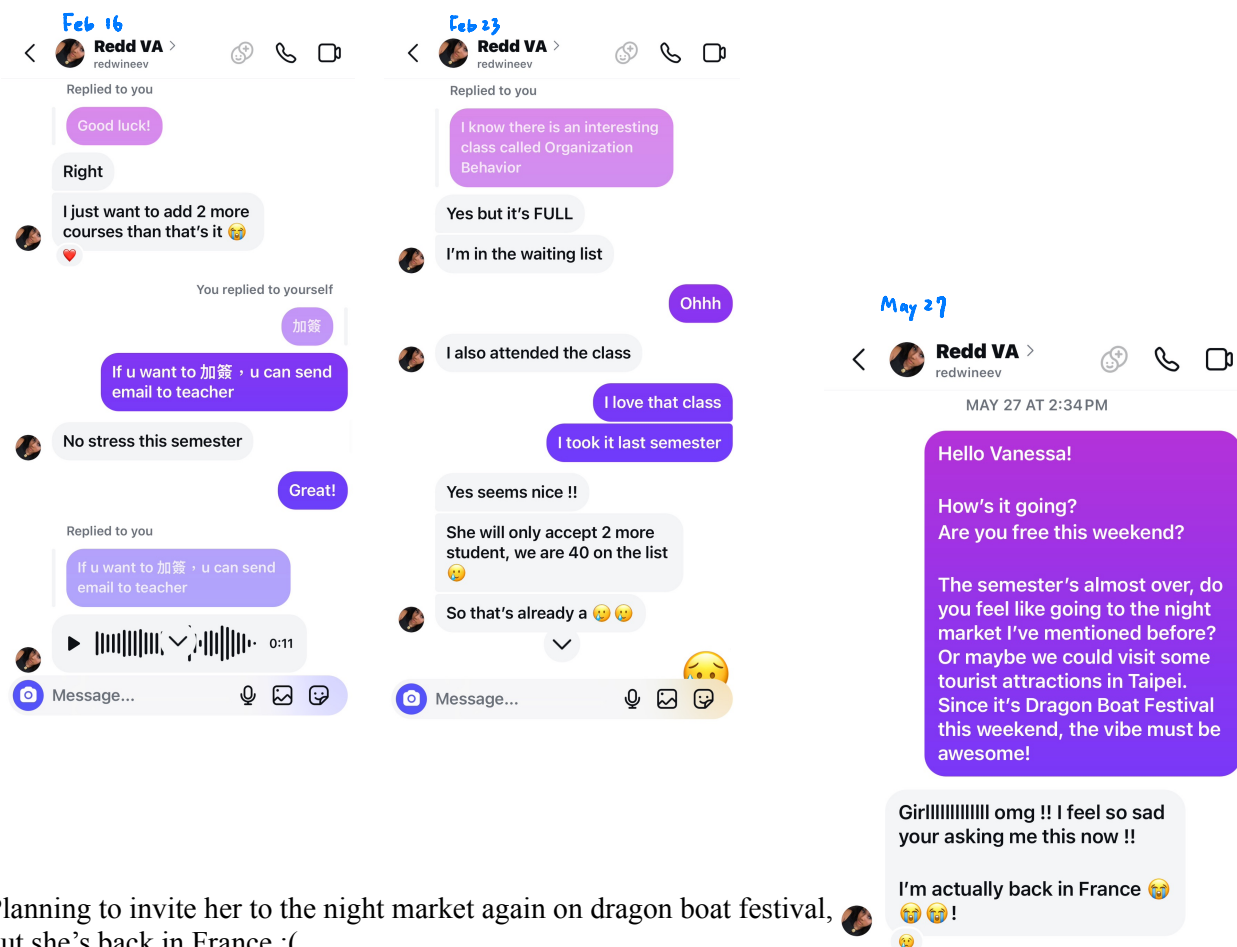 Feb 16
Redd VA
redwineev
Replied to you
Good luck!
Right
I just want to add 2 more
courses than that's it 😭
❤️
You replied to yourself
加簽
If u want to 加簽，u can send
email to teacher
No stress this semester
Great!
Replied to you
If u want to 加簽，u can send
email to teacher
0:11
Message...
Feb 23
Redd VA
redwineev
Replied to you
I know there is an interesting
class called Organization
Behavior
Yes but it's FULL
I'm in the waiting list
Ohhh
I also attended the class
I love that class
I took it last semester
Yes seems nice !!
She will only accept 2 more
student, we are 40 on the list
🥲
So that's already a 🥲🥲
😥
Message...
May 27
Redd VA
redwineev
MAY 27 AT 2:34 PM
Hello Vanessa!
How's it going?
Are you free this weekend?
The semester's almost over, do
you feel like going to the night
market I've mentioned before?
Or maybe we could visit some
tourist attractions in Taipei.
Since it's Dragon Boat Festival
this weekend, the vibe must be
awesome!
Girllllllllllll omg !! I feel so sad
your asking me this now !!
I'm actually back in France 😭
😭😭!
😢
Planning to invite her to the night market again on dragon boat festival,
but she's back in France :(